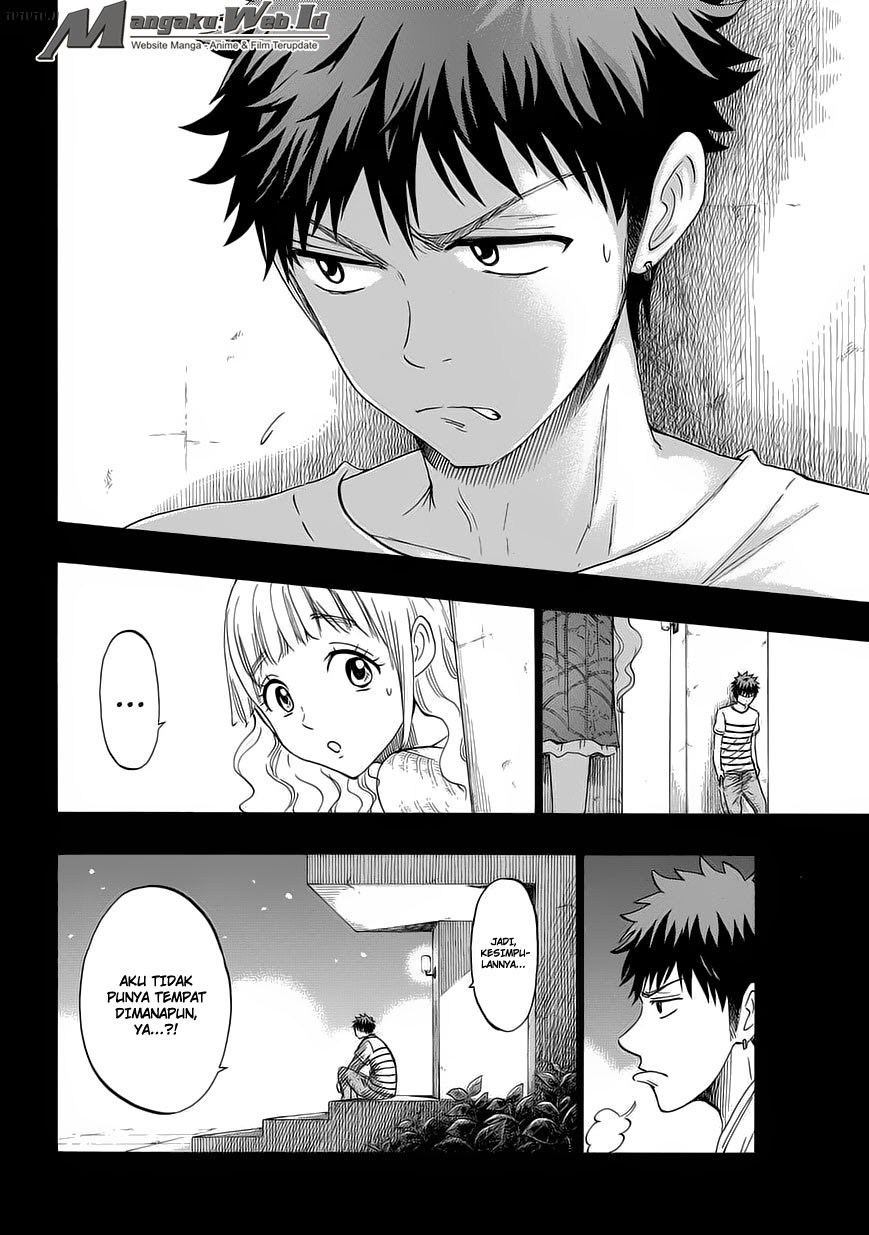 Mangaku.Web.Id
Website Manga - Anime & Film Terupdate
...
JADI,
KESIMPU-
LANNYA...
AKU TIDAK
PUNYA TEMPAT
DIMANAPUN,
YA...?!